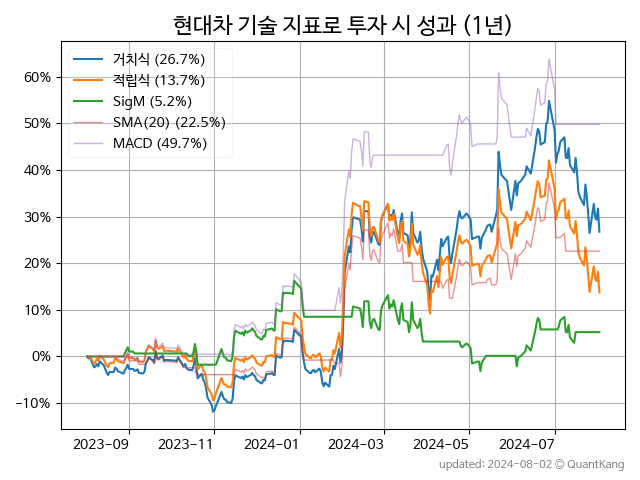 현대차 기술 지표로 투자 시 성과 (1년)
거치식 (26.7%)
적립식 (13.7%)
SigM (5.2%)
SMA(20) (22.5%)
MACD (49.7%)
60%
50%
40%
30%
20%
10%
0%
−10%
2023-09
2023-11
2024-01
2024-03
2024-05
2024-07
updated: 2024-08-02 © QuantKang